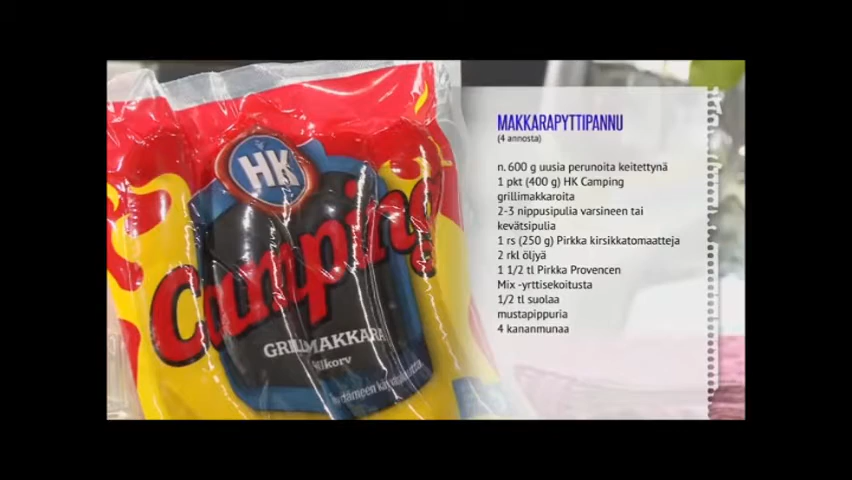 HK
Camping
GRILLIMAKKARA
MAKKARAPYTTIPANNU
(4 annosta)
n. 600 g uusia perunoita keitettynä
1 pkt (400 g) HK Camping
grillimakkaroita
2-3 nippusipulia varsineen tai
kevätsipulia
1 rs (250 g) Pirkka kirsikkatomaatteja
2 rkl öljyä
1 1/2 tl Pirkka Provencen
Mix -yrttisekoitusta
1/2 tl suolaa
mustapippuria
4 kananmunaa